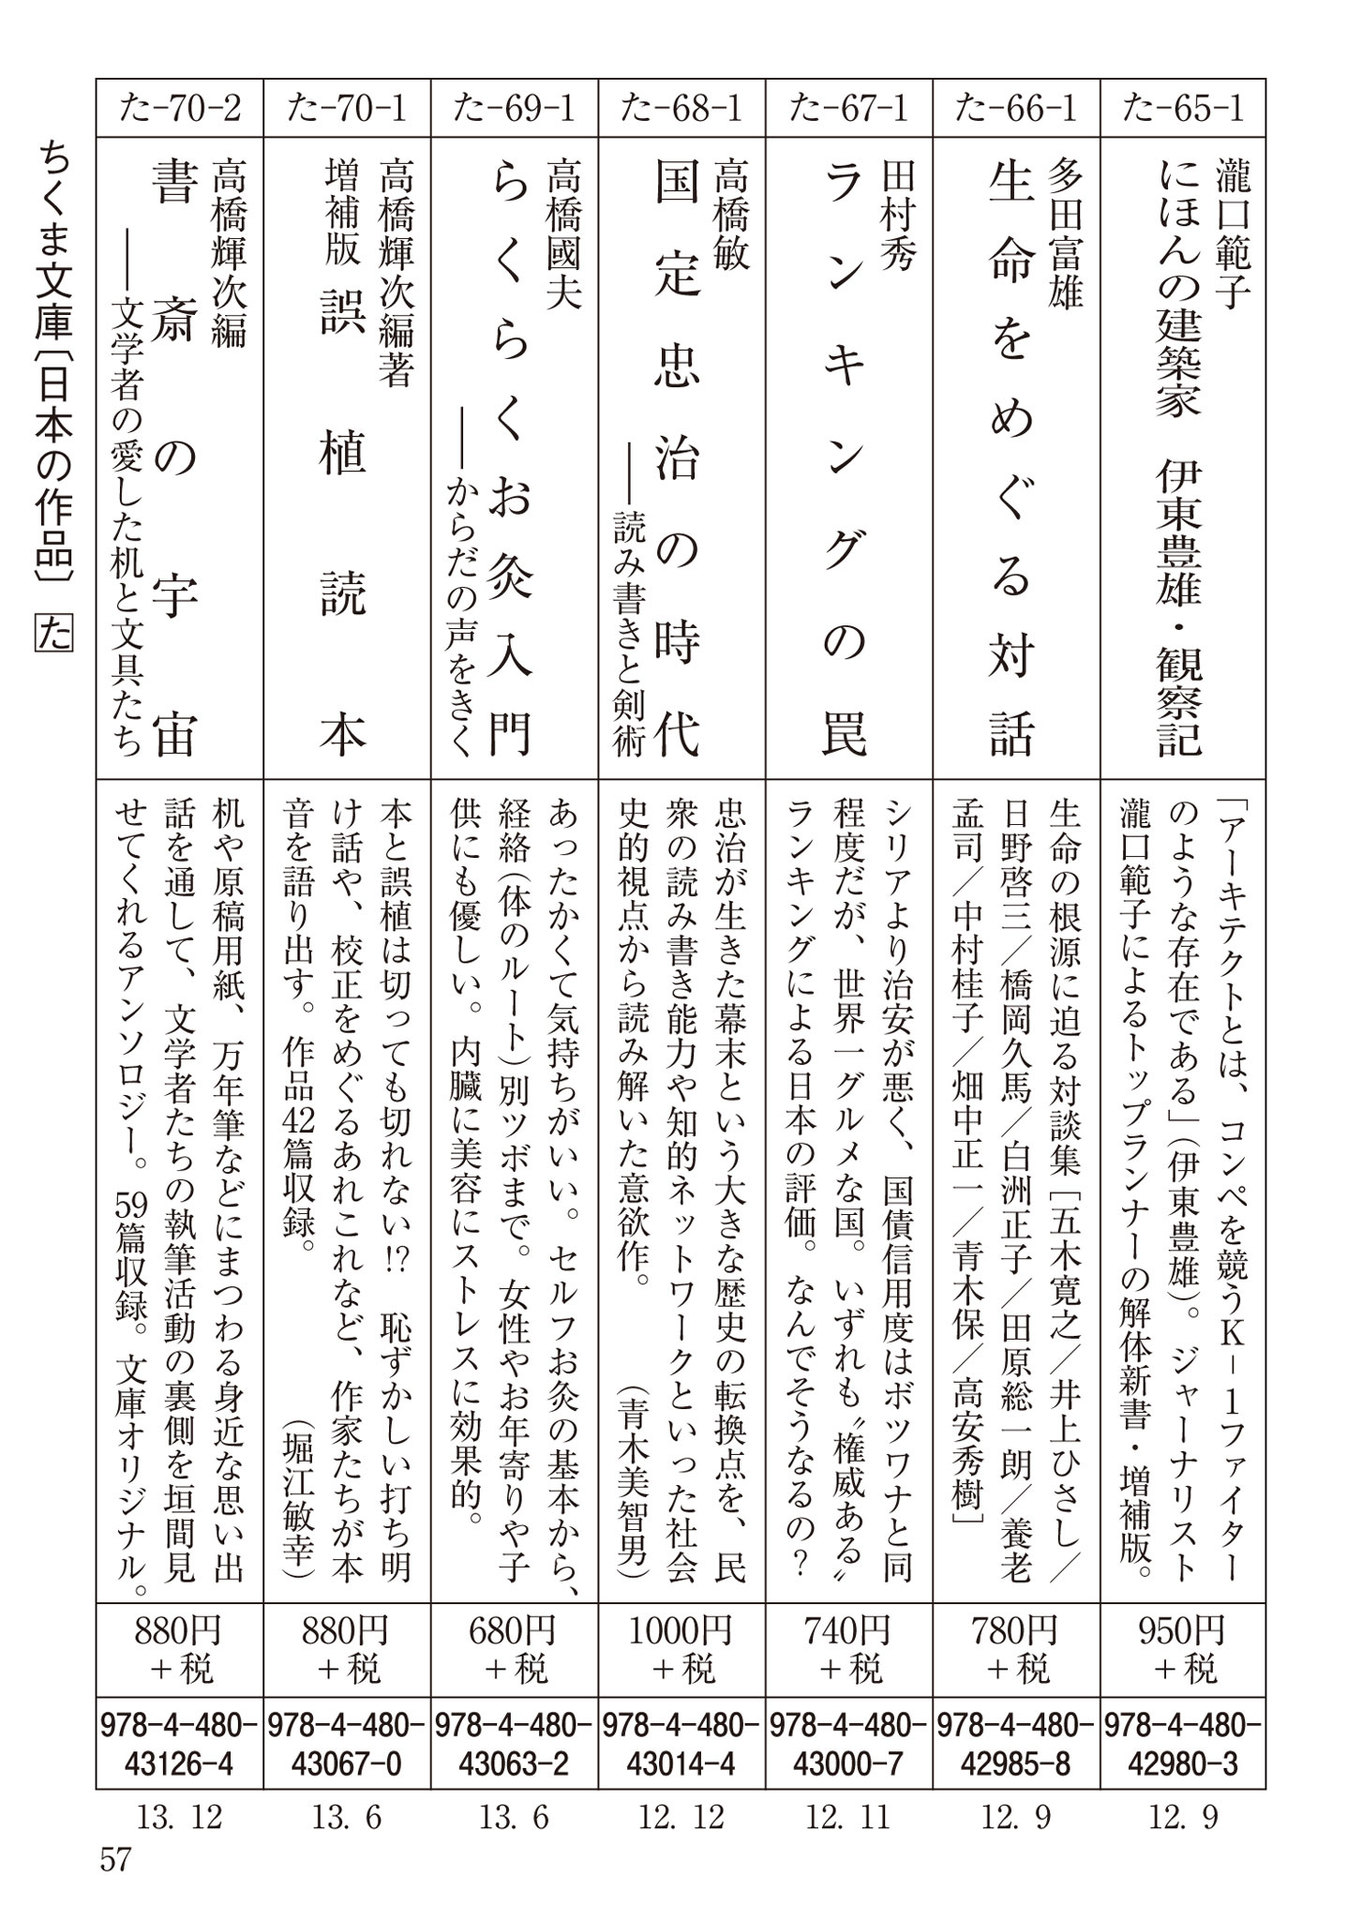 た-65-1
瀧口範子
にほんの建築家　伊東豊雄・観察記
「アーキテクトとは、コンペを競うK-1ファイター
のような存在である」（伊東豊雄）。ジャーナリスト
瀧口範子によるトップランナーの解体新書・増補版。
950円
＋税
978-4-480-
42980-3
12. 9
た-66-1
多田富雄
生命をめぐる対話
生命の根源に迫る対談集［五木寛之／井上ひさし／
日野啓三／橋岡久馬／白洲正子／田原総一朗／養老
孟司／中村桂子／畑中正一／青木保／高安秀樹］
780円
＋税
978-4-480-
42985-8
12. 9
た-67-1
田村秀
ランキングの罠
シリアより治安が悪く、国債信用度はボツワナと同
程度だが、世界一グルメな国。いずれも〝権威ある〟
ランキングによる日本の評価。なんでそうなるの？
740円
＋税
978-4-480-
43000-7
12. 11
た-68-1
高橋敏
国定忠治の時代
――読み書きと剣術
忠治が生きた幕末という大きな歴史の転換点を、民
衆の読み書き能力や知的ネットワークといった社会
史的視点から読み解いた意欲作。　（青木美智男）
1000円
＋税
978-4-480-
43014-4
12. 12
た-69-1
高橋國夫
らくらくお灸入門
――からだの声をきく
あったかくて気持ちがいい。セルフお灸の基本から、
経絡（体のルート）別ツボまで。女性やお年寄りや子
供にも優しい。内臓に美容にストレスに効果的。
680円
＋税
978-4-480-
43063-2
13. 6
た-70-1
高橋輝次編著
増補版 誤植読本
本と誤植は切っても切れない!?　恥ずかしい打ち明
け話や、校正をめぐるあれこれなど、作家たちが本
音を語り出す。作品42篇収録。　（堀江敏幸）
880円
＋税
978-4-480-
43067-0
13. 6
た-70-2
高橋輝次編
書斎の宇宙
――文学者の愛した机と文具たち
机や原稿用紙、万年筆などにまつわる身近な思い出
話を通して、文学者たちの執筆活動の裏側を垣間見
せてくれるアンソロジー。59篇収録。文庫オリジナル。
880円
＋税
978-4-480-
43126-4
13. 12
ちくま文庫〔日本の作品〕 た
57